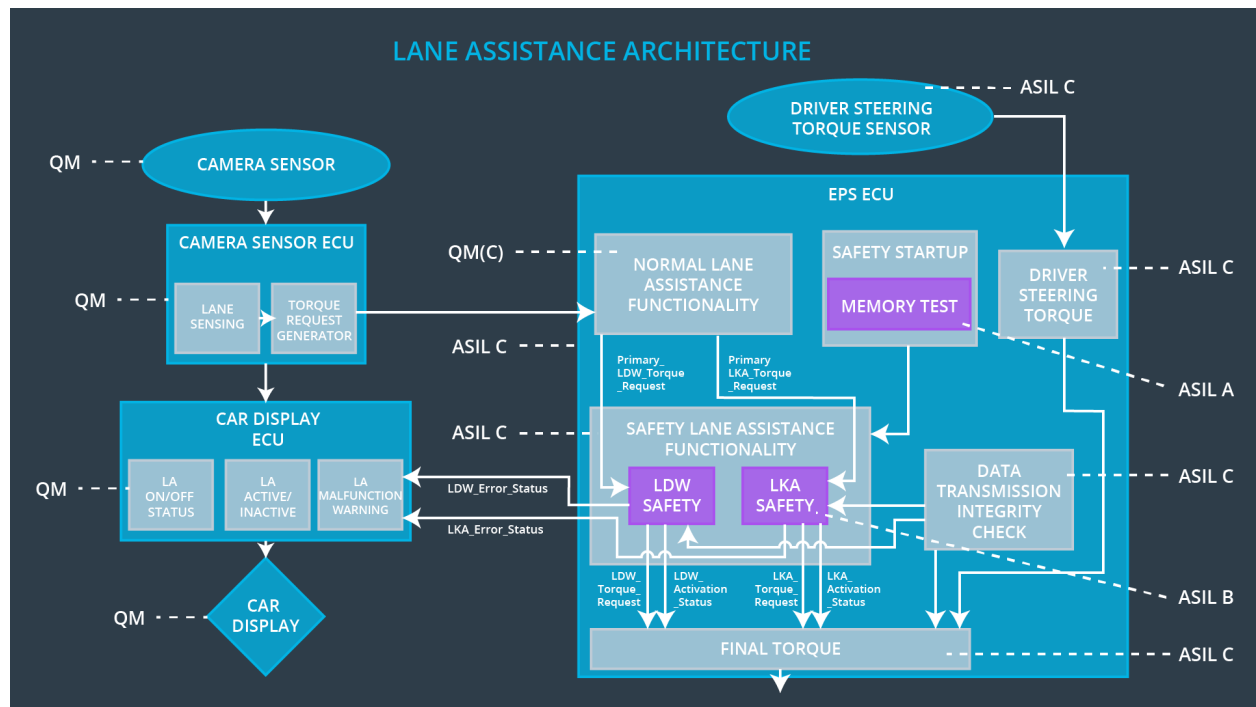 LANE ASSISTANCE ARCHITECTURE
ASIL C
DRIVER STEERING
TORQUE SENSOR
QM
CAMERA SENSOR
EPS ECU
CAMERA SENSOR ECU
QM(C)
NORMAL LANE
ASSISTANCE
FUNCTIONALITY
SAFETY STARTUP
MEMORY TEST
DRIVER
STEERING
TORQUE
ASIL C
QM
LANE
SENSING
TORQUE
REQUEST
GENERATOR
ASIL C
Primary_
LDW_Torque
_Request
Primary
LKA_Torque
_Request
ASIL A
CAR DISPLAY
ECU
ASIL C
SAFETY LANE ASSISTANCE
FUNCTIONALITY
QM
LA
ON/OFF
STATUS
LA
ACTIVE/
INACTIVE
LA
MALFUNCTION
WARNING
LDW_Error_Status
LKA_Error_Status
LDW
SAFETY
LKA
SAFETY
DATA
TRANSMISSION
INTEGRITY
CHECK
ASIL C
LDW_
Torque_
Request
LDW_
Activation
_Status
LKA_
Torque_
Request
LKA_
Activation
_Status
ASIL B
QM
CAR
DISPLAY
FINAL TORQUE
ASIL C